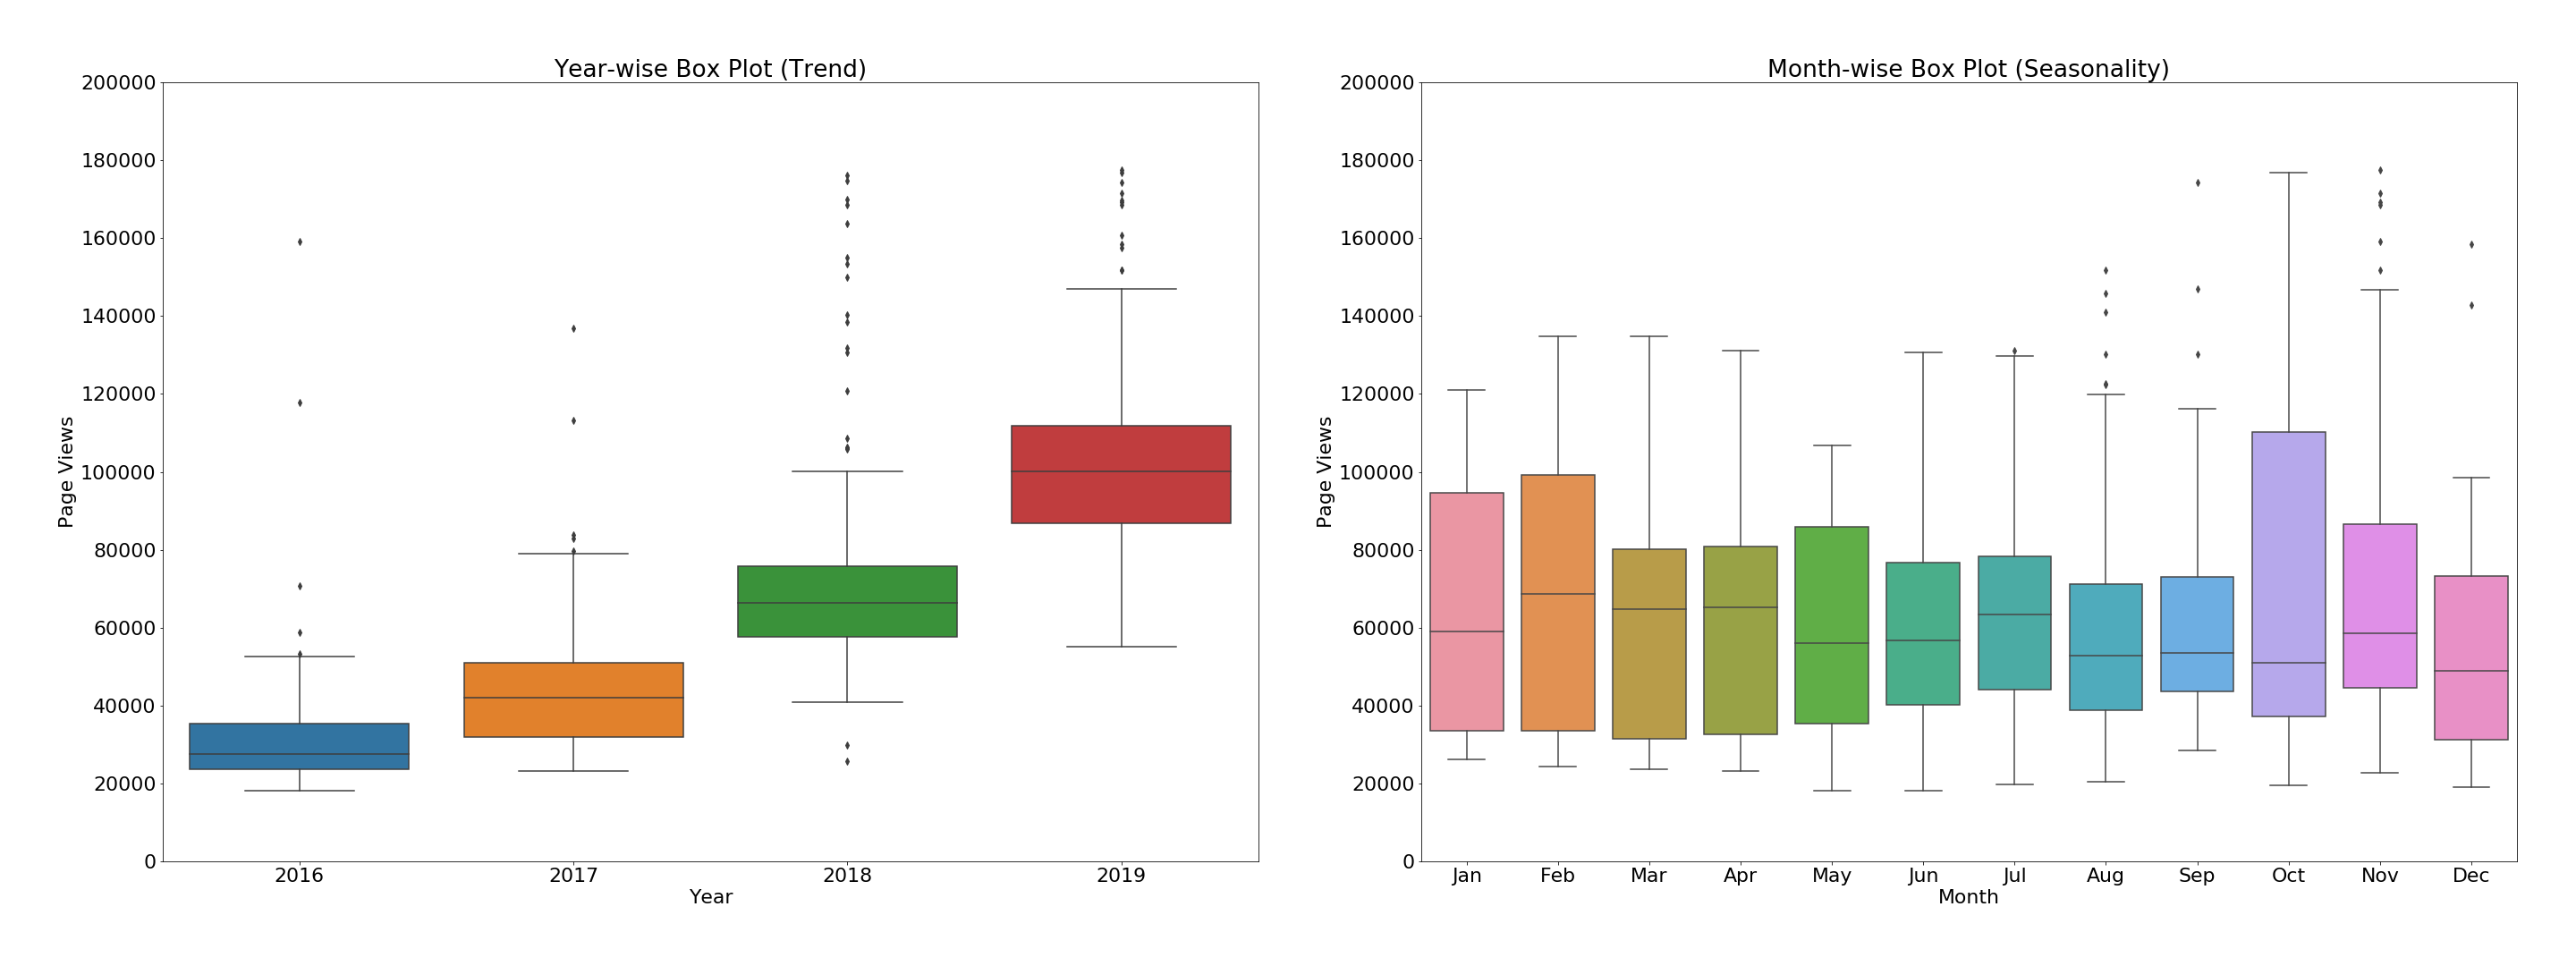 Year-wise Box Plot (Trend)
200000
180000
160000
140000
120000
100000
80000
60000
40000
20000
0
Page Views
2016 2017 2018 2019
Year
Month-wise Box Plot (Seasonality)
200000
180000
160000
140000
120000
100000
80000
60000
40000
20000
0
Page Views
Jan Feb Mar Apr May Jun Jul Aug Sep Oct Nov Dec
Month